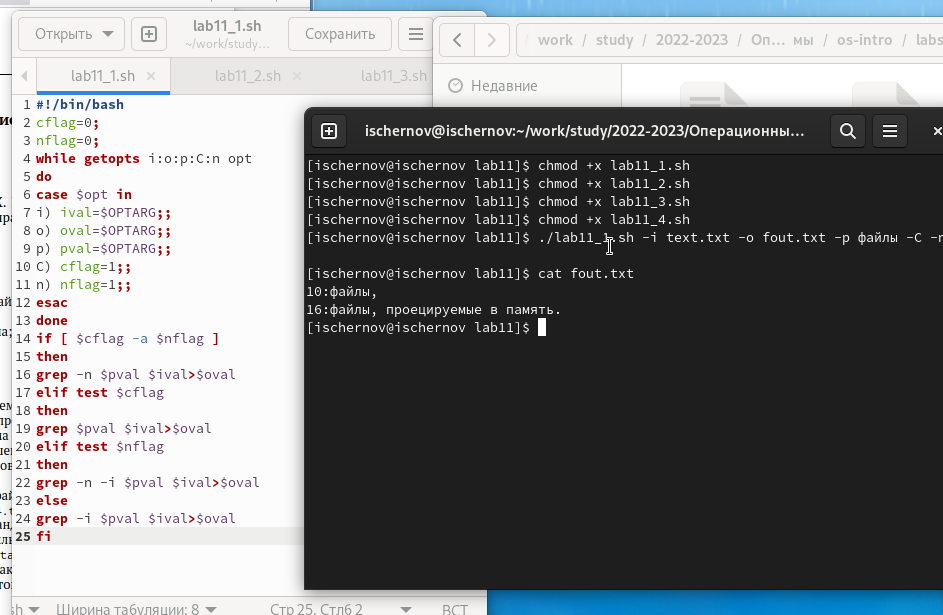 Открыть
lab11_1.sh
~/work/study...
Сохранить
lab11_1.sh
lab11_2.sh
lab11_3.sh
1 #!/bin/bash
2 cflag=0;
3 nflag=0;
4 while getopts i:o:p:C:n opt
5 do
6 case $opt in
7 i) ival=$OPTARG;;
8 o) oval=$OPTARG;;
9 p) pval=$OPTARG;;
10 C) cflag=1;;
11 n) nflag=1;;
12 esac
13 done
14 if [ $cflag -a $nflag ]
15 then
16 grep -n $pval $ival>$oval
17 elif test $cflag
18 then
19 grep $pval $ival>$oval
20 elif test $nflag
21 then
22 grep -n -i $pval $ival>$oval
23 else
24 grep -i $pval $ival>$oval
25 fi
sh
Ширина табуляции: 8
Стр 25, Стлб 2
ВСТ
work / study / 2022-2023 / Оп... мы / os-intro / labs
Недавние
ischernov@ischernov:~/work/study/2022-2023/Операционны...
[ischernov@ischernov lab11]$ chmod +x lab11_1.sh
[ischernov@ischernov lab11]$ chmod +x lab11_2.sh
[ischernov@ischernov lab11]$ chmod +x lab11_3.sh
[ischernov@ischernov lab11]$ chmod +x lab11_4.sh
[ischernov@ischernov lab11]$ ./lab11_1.sh -i text.txt -o fout.txt -p файлы -C -n
[ischernov@ischernov lab11]$ cat fout.txt
10:файлы,
16:файлы, проецируемые в память.
[ischernov@ischernov lab11]$